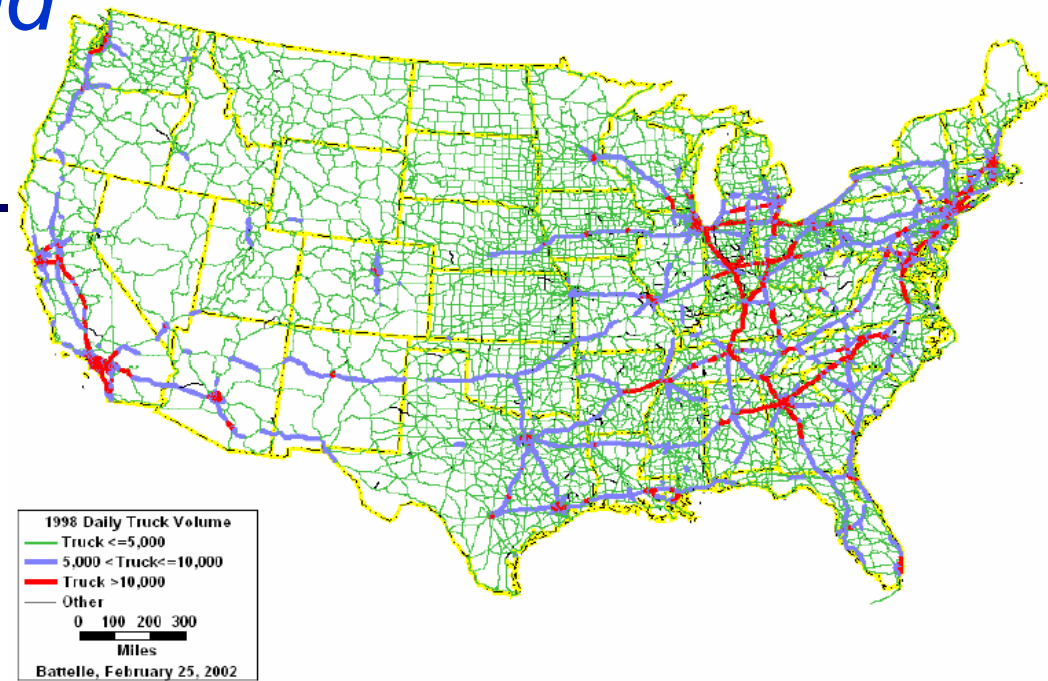 1998 Daily Truck Volume
Truck <=5,000
5,000 <Truck<=10,000
Truck >10,000
Other
0 100 200 300
Miles
Battelle, February 25, 2002